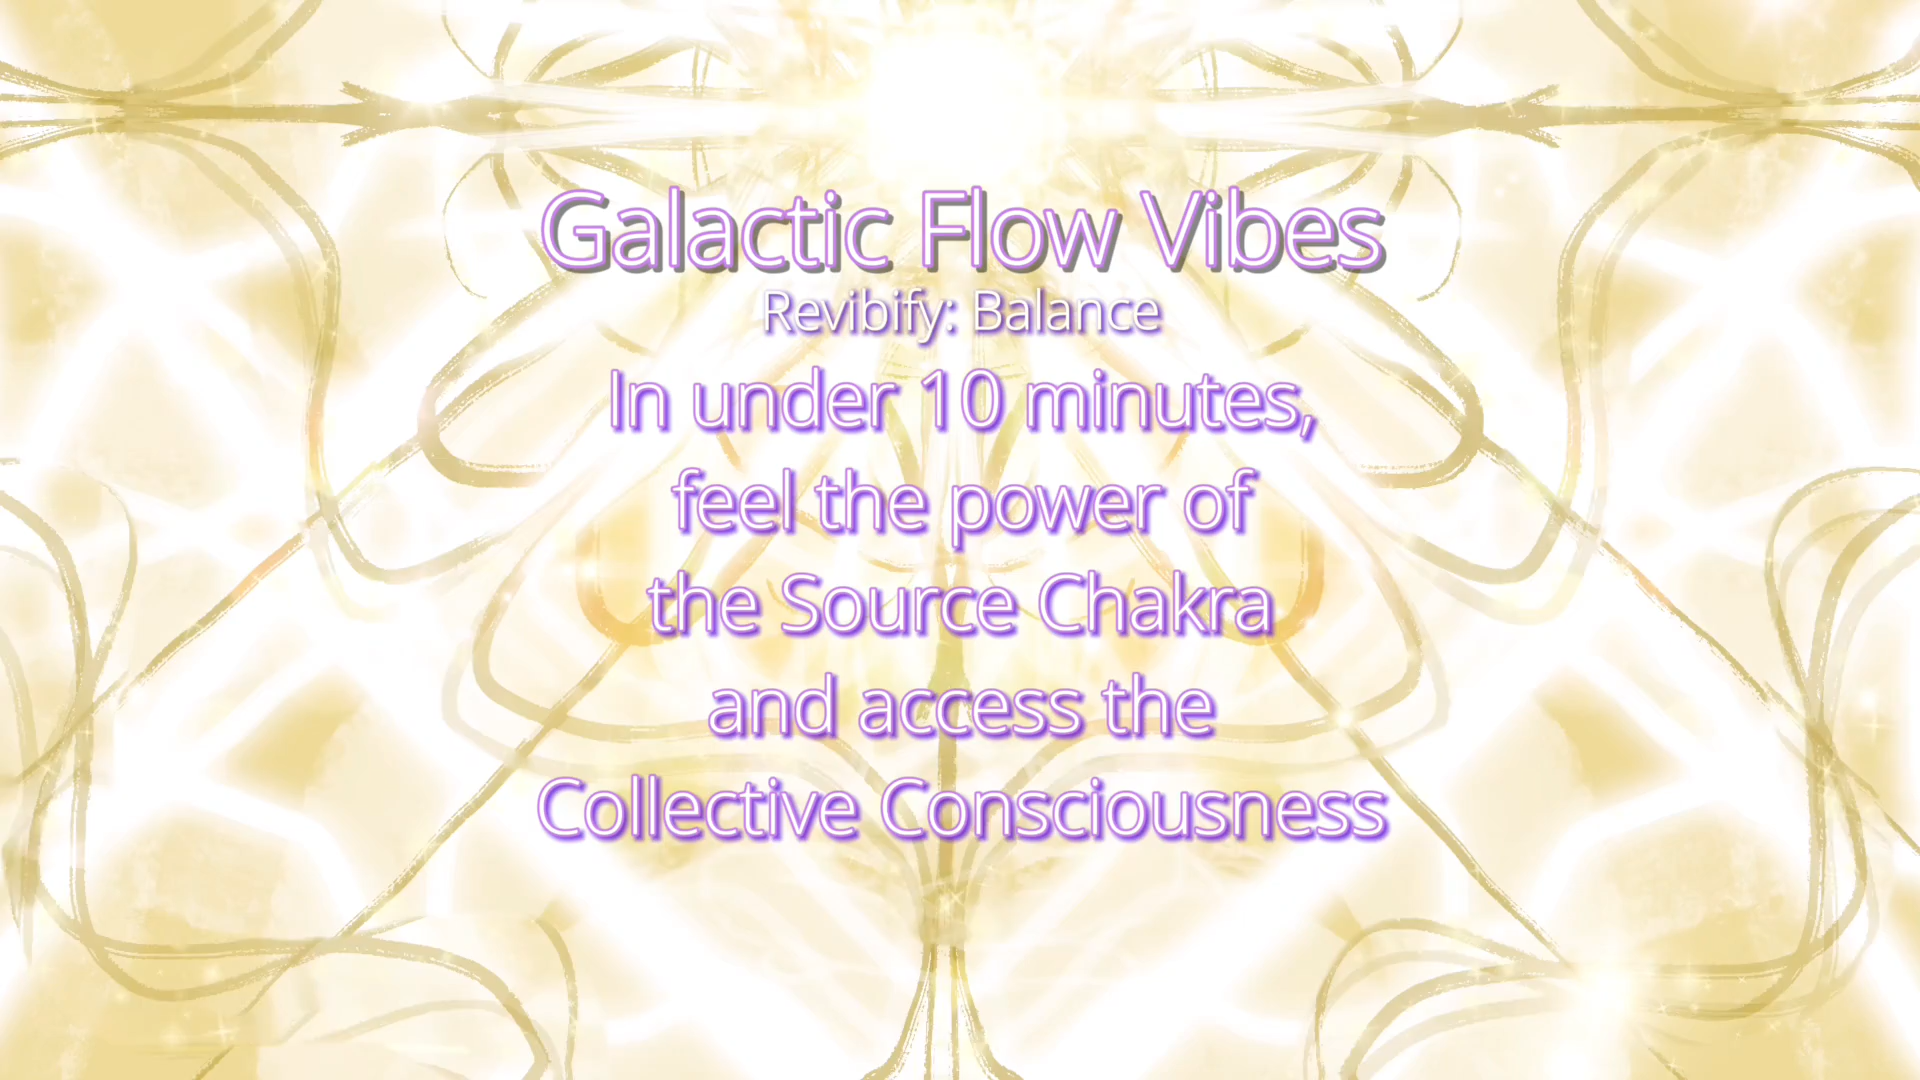 Galactic Flow Vibes
Revibify: Balance
In under 10 minutes,
feel the power of
the Source Chakra
and access the
Collective Consciousness